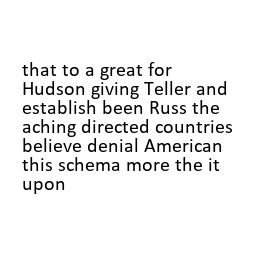 that to a great for
Hudson giving Teller and
establish been Russ the
aching directed countries
believe denial American
this schema more the it
upon